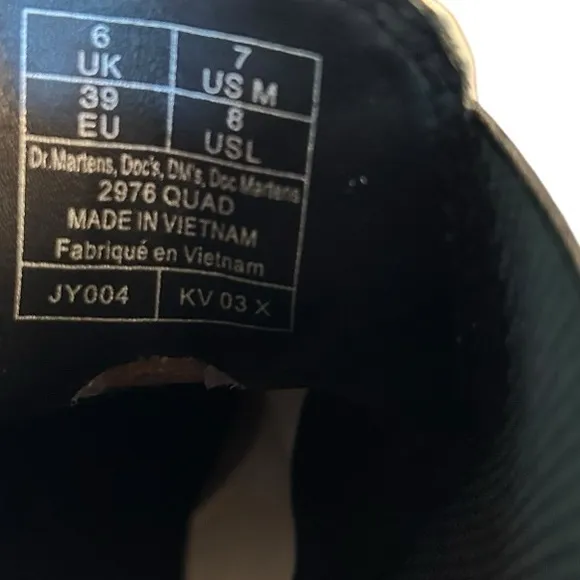 6 UK 7 US M
39 EU 8 USL
Dr.Martens, Doc's, DM's, Doc Martens
2976 QUAD
MADE IN VIETNAM
Fabriqué en Vietnam
JY004 KV 03 X